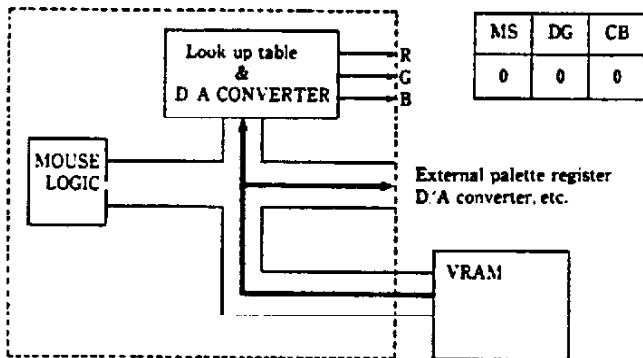 Look up table
&
D/A CONVERTER
R
G
B
MS DG CB
0 0 0
MOUSE
LOGIC
External palette register
D/A converter, etc.
VRAM